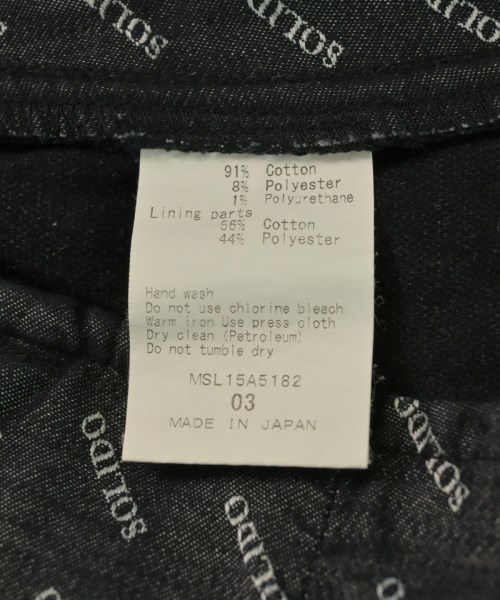 SOLIDO
SOLIDO
SOLIDO
91% Cotton
8% Polyester
1% Polyurethane
Lining parts
56% Cotton
44% Polyester
Hand wash
Do not use chlorine bleach
Warm iron Use press cloth
Dry clean (Petroleum)
Do not tumble dry
MSL15A5182
03
MADE IN JAPAN
SOLIDO
SOLIDO
SOLIDO